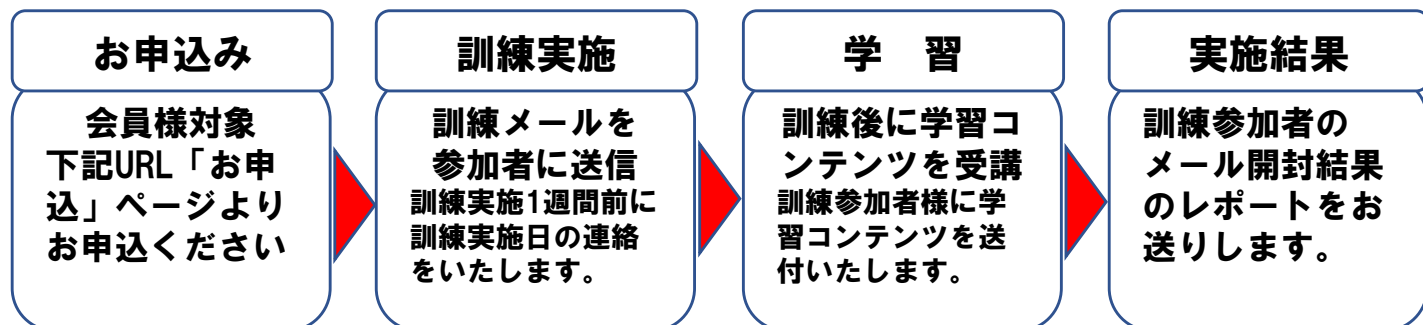 お申込み
会員様対象
下記URL「お申
込」ページより
お申込ください
訓練実施
訓練メールを
参加者に送信
訓練実施1週間前に
訓練実施日の連絡
をいたします。
学　習
訓練後に学習コ
ンテンツを受講
訓練参加者様に学
習コンテンツを送
付いたします。
実施結果
訓練参加者の
メール開封結果
のレポートをお
送りします。